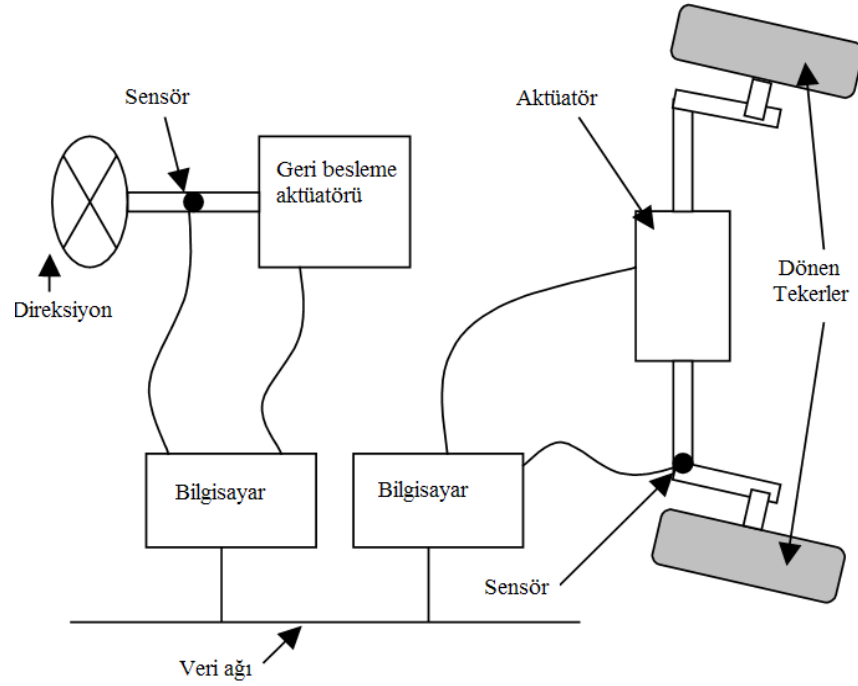 Sensör
Aktüatör
Geri besleme
aktüatörü
Direksiyon
Dönen
Tekerler
Bilgisayar
Bilgisayar
Sensör
Veri ağı